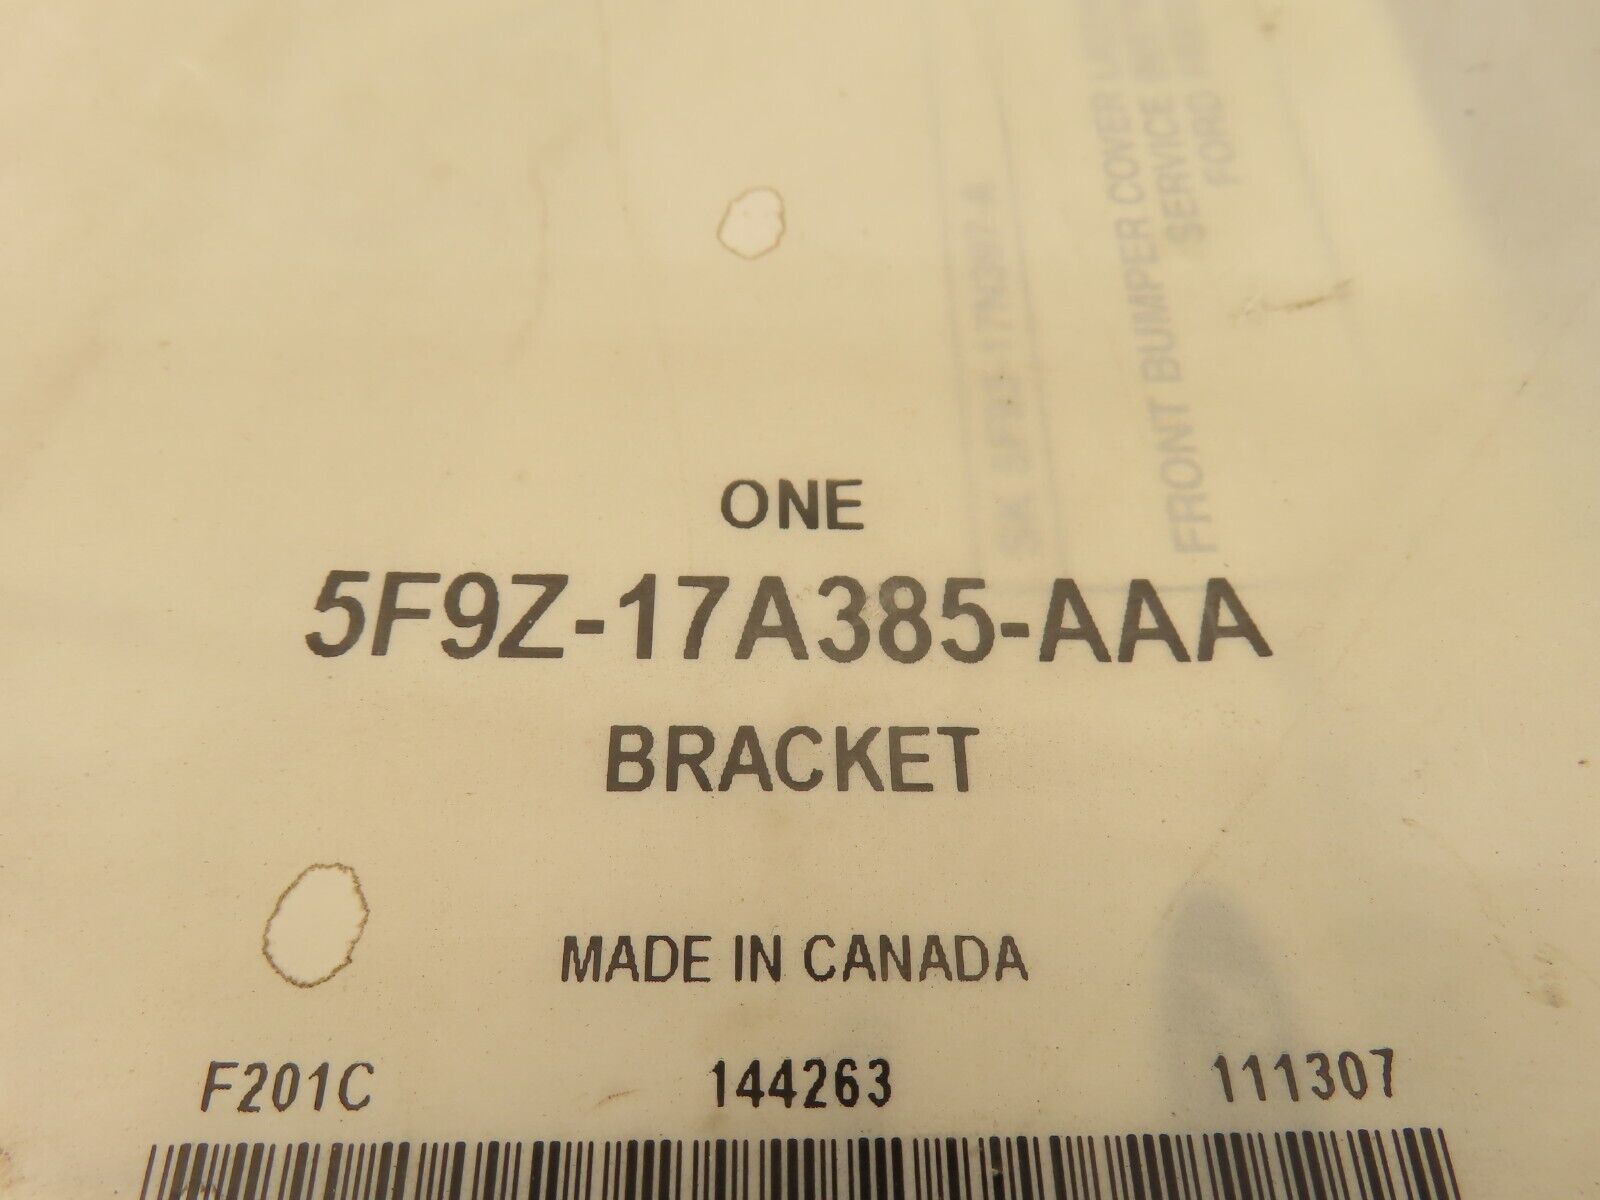 ONE
5F9Z-17A385-AAA
BRACKET
MADE IN CANADA
F201C 144263 111307
FRONT BUMPER COVER
SERVICE
FORD